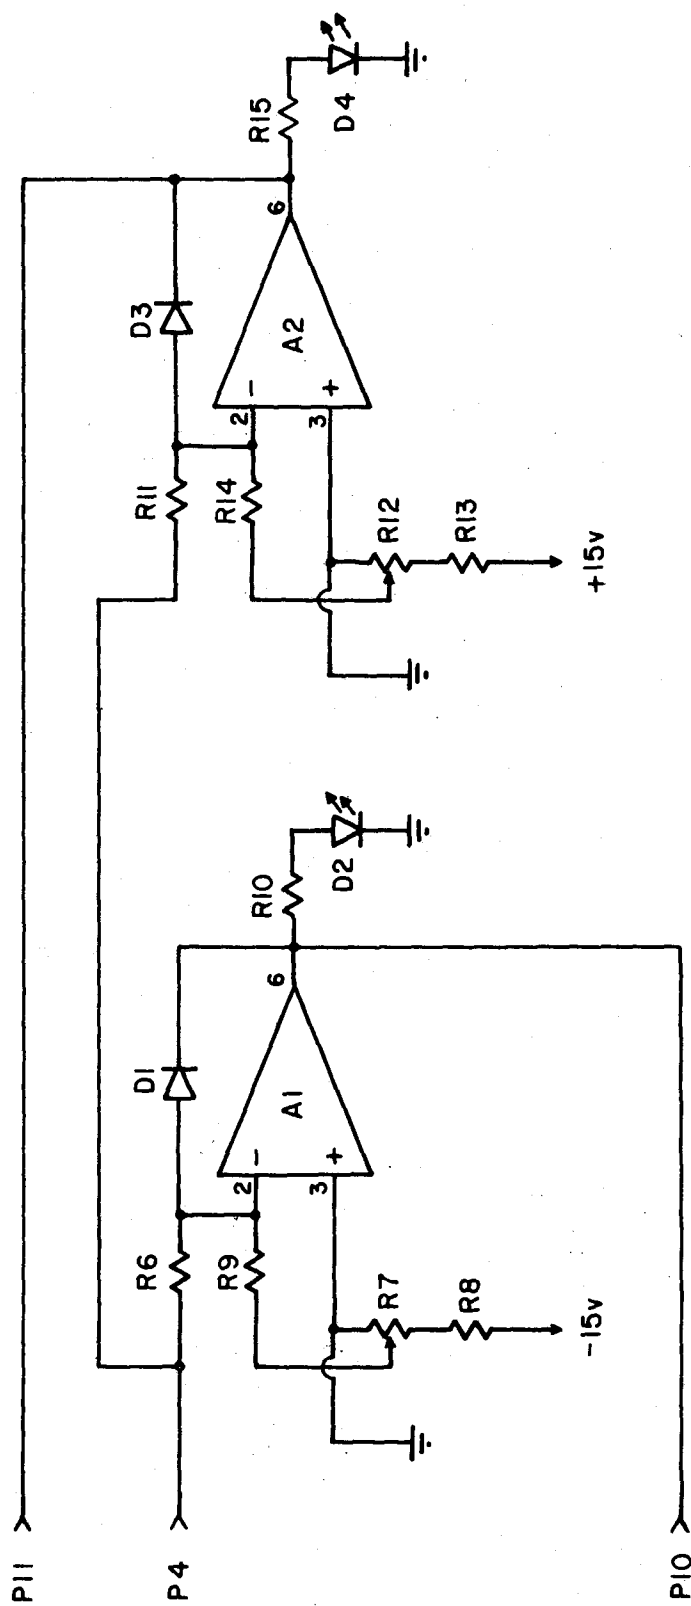 P11
P4
P10
R6
D1
R9
2
3
-
+
A1
6
R7
R8
-15v
R10
D2
R11
D3
R14
2
3
-
+
A2
6
R12
R13
+15v
R15
D4